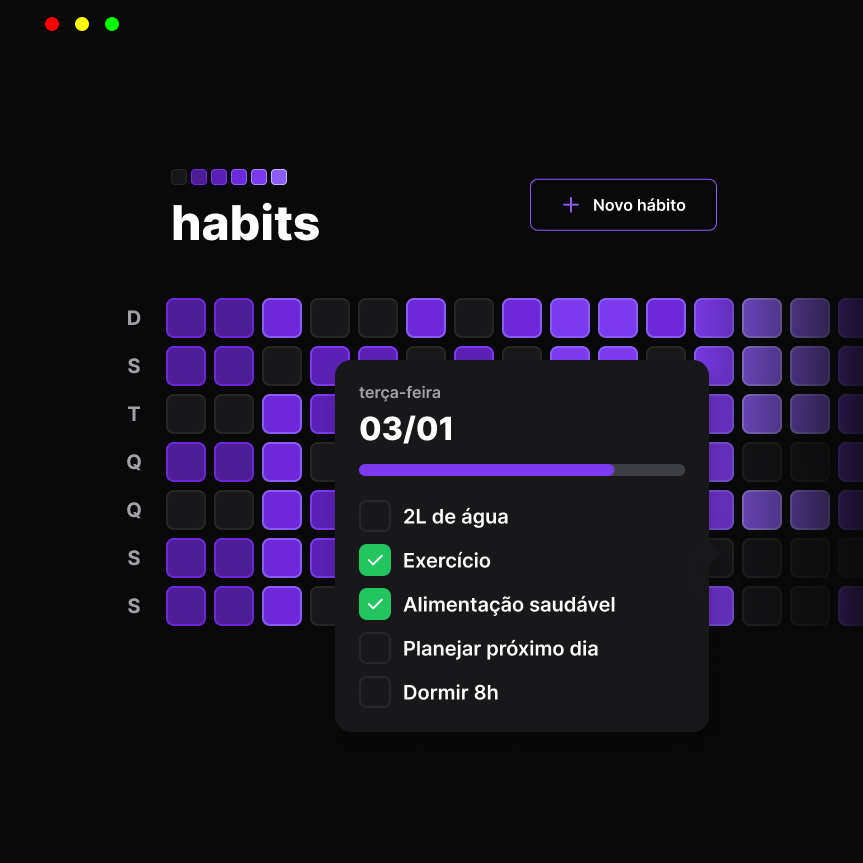 habits
Novo hábito
D
S
T
Q
Q
S
S
terça-feira
03/01
2L de água
Exercício
Alimentação saudável
Planejar próximo dia
Dormir 8h